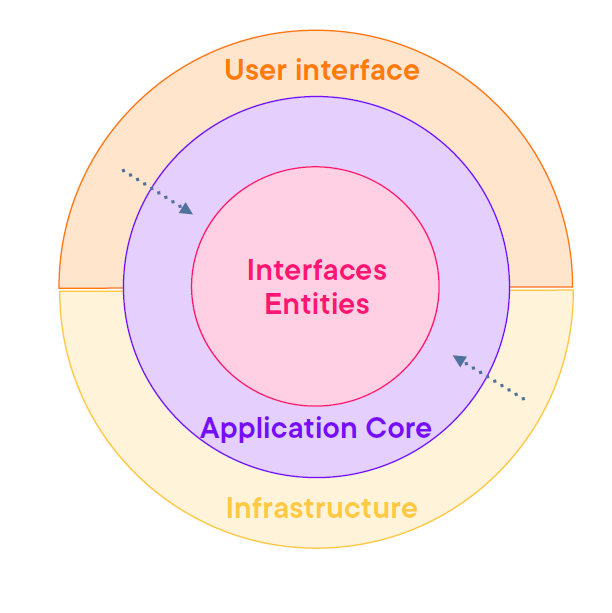 User interface
Interfaces
Entities
Application Core
Infrastructure